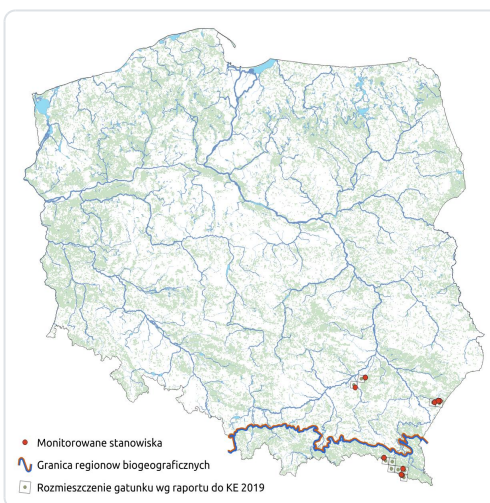 Monitorowane stanowiska
Granica regionow biogeograficznych
Rozmieszczenie gatunku wg raportu do KE 2019